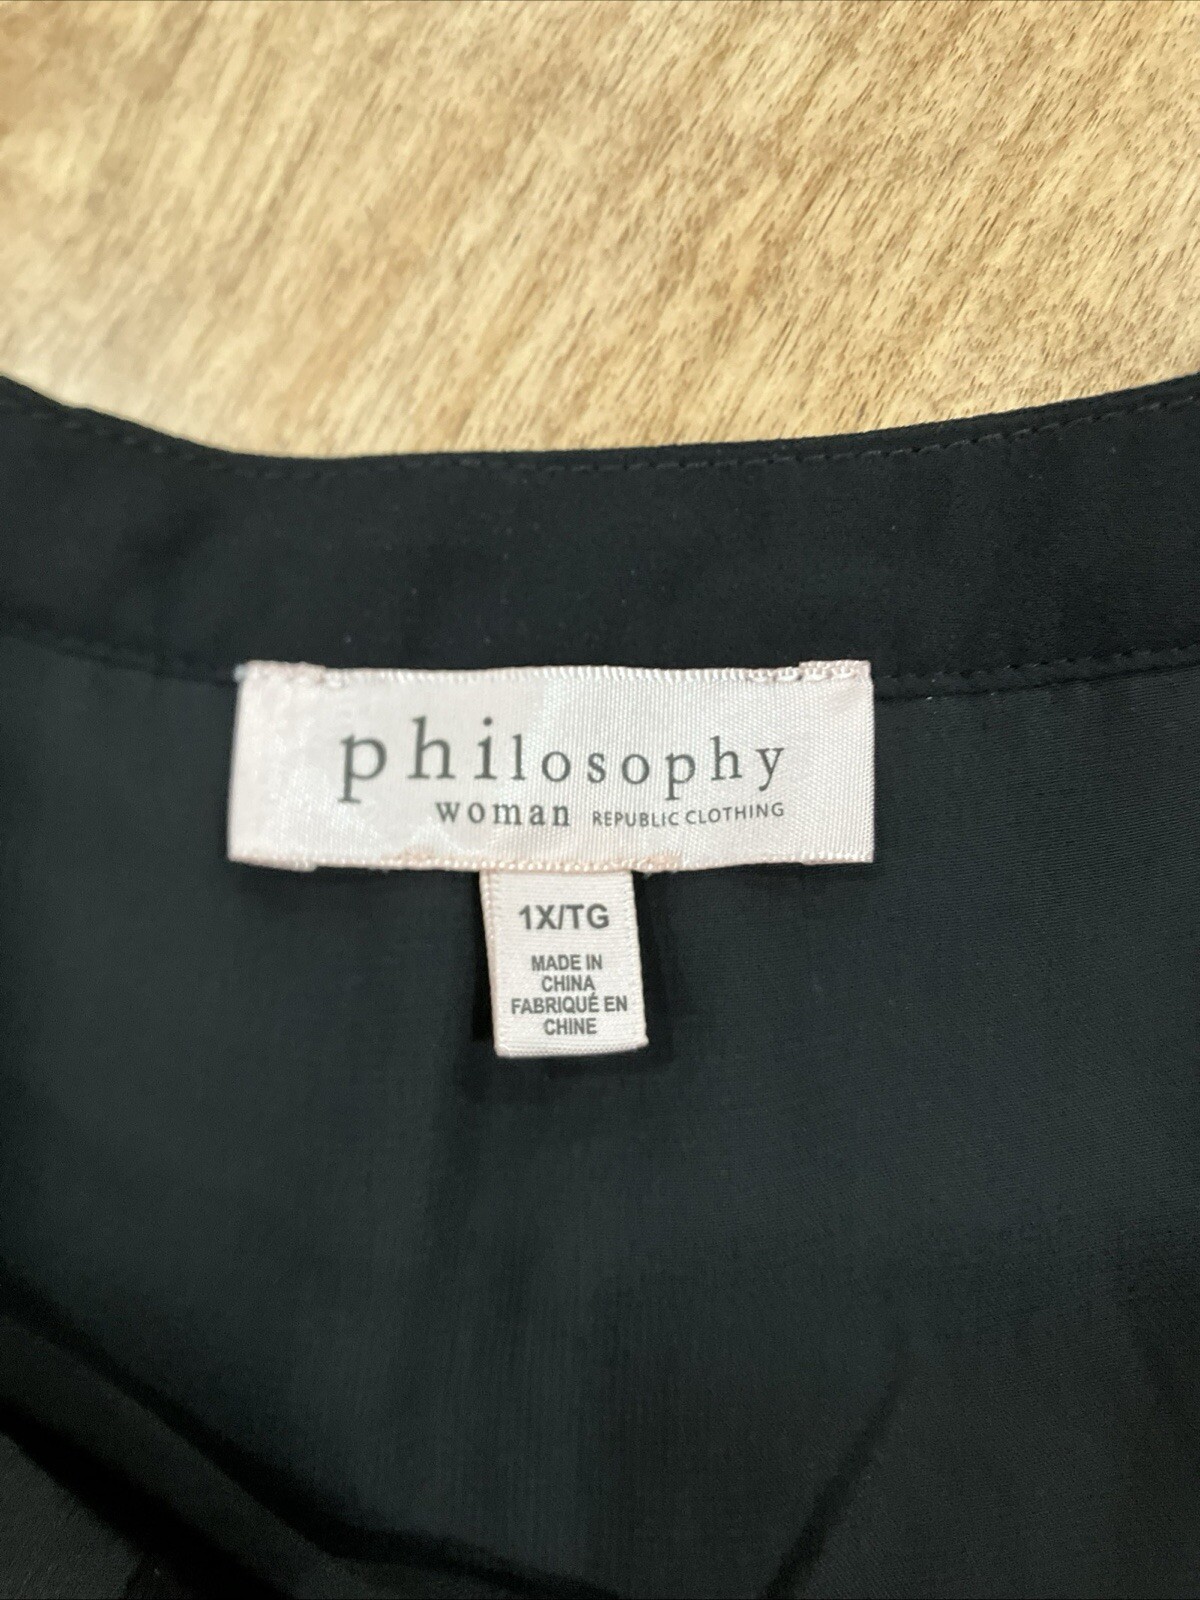 philosophy
woman REPUBLIC CLOTHING
1X/TG
MADE IN
CHINA
FABRIQUÉ EN
CHINE